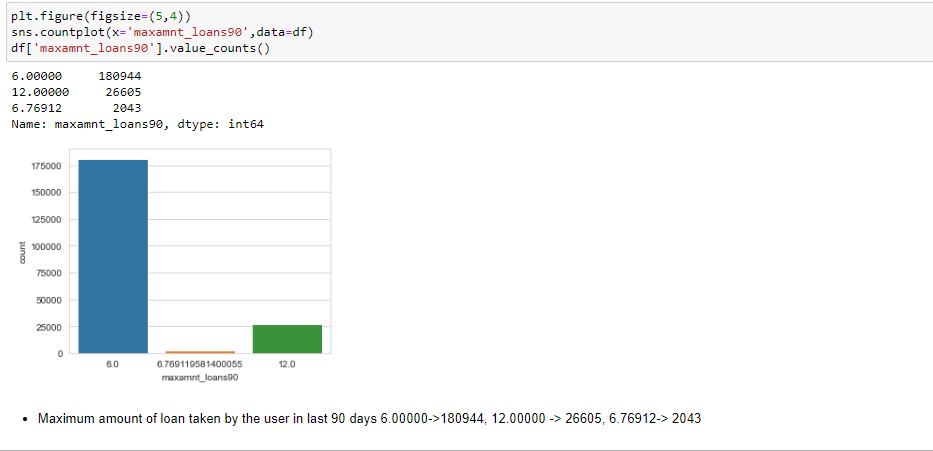 plt.figure(figsize=(5,4))
sns.countplot(x='maxamnt_loans90',data=df)
df['maxamnt_loans90'].value_counts()
6.00000     180944
12.00000     26605
6.76912       2043
Name: maxamnt_loans90, dtype: int64
175000
150000
125000
100000
75000
50000
25000
0
count
6.0 6.769119581400055 12.0
maxamnt_loans90
• Maximum amount of loan taken by the user in last 90 days 6.00000->180944, 12.00000 -> 26605, 6.76912-> 2043